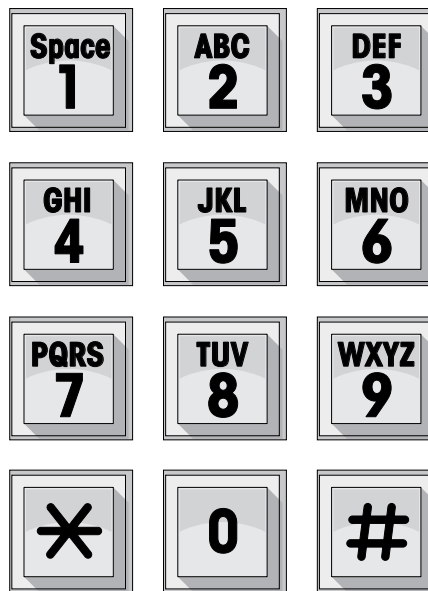 Space ABC DEF
1 2 3
GHI JKL MNO
4 5 6
PQRS TUV WXYZ
7 8 9
* 0 #